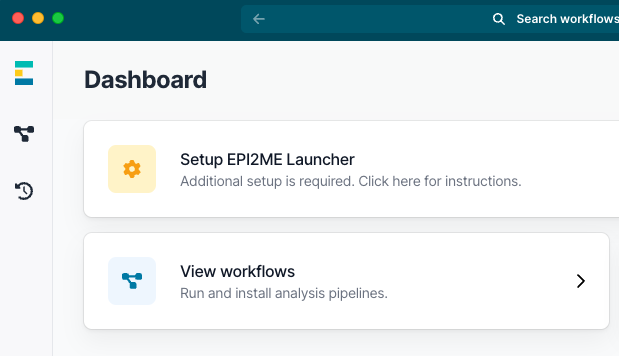 Search workflows
Dashboard
Setup EPI2ME Launcher
Additional setup is required. Click here for instructions.
View workflows
Run and install analysis pipelines.